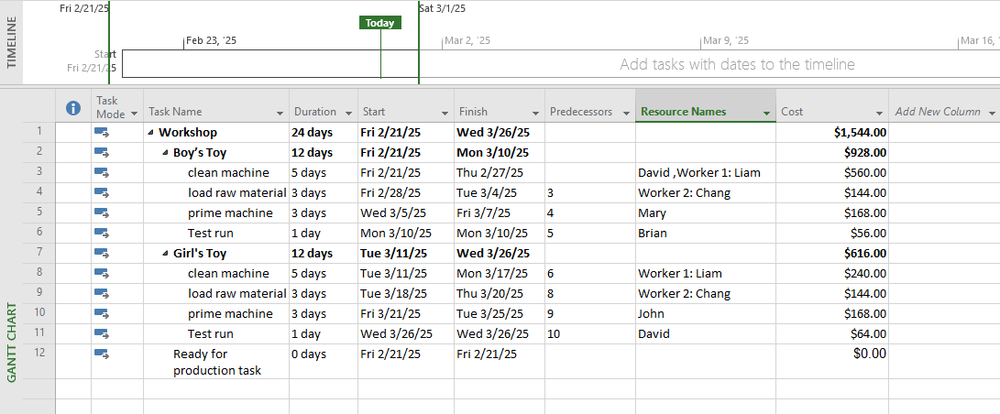 Fri 2/21/25
Sat 3/1/25
Today
TIMELINE
Feb 23, '25
Mar 2, '25
Mar 9, '25
Mar 16, '
Start
Fri 2/21/25
Add tasks with dates to the timeline
Task Mode Task Name Duration Start Finish Predecessors Resource Names Cost Add New Column
1 Workshop 24 days Fri 2/21/25 Wed 3/26/25 $1,544.00
2 Boy's Toy 12 days Fri 2/21/25 Mon 3/10/25 $928.00
3 clean machine 5 days Fri 2/21/25 Thu 2/27/25 David ,Worker 1: Liam $560.00
4 load raw material 3 days Fri 2/28/25 Tue 3/4/25 3 Worker 2: Chang $144.00
5 prime machine 3 days Wed 3/5/25 Fri 3/7/25 4 Mary $168.00
6 Test run 1 day Mon 3/10/25 Mon 3/10/25 5 Brian $56.00
7 Girl's Toy 12 days Tue 3/11/25 Wed 3/26/25 $616.00
8 clean machine 5 days Tue 3/11/25 Mon 3/17/25 6 Worker 1: Liam $240.00
9 load raw material 3 days Tue 3/18/25 Thu 3/20/25 8 Worker 2: Chang $144.00
10 prime machine 3 days Fri 3/21/25 Tue 3/25/25 9 John $168.00
11 Test run 1 day Wed 3/26/25 Wed 3/26/25 10 David $64.00
12 Ready for production task 0 days Fri 2/21/25 Fri 2/21/25 $0.00
GANTT CHART